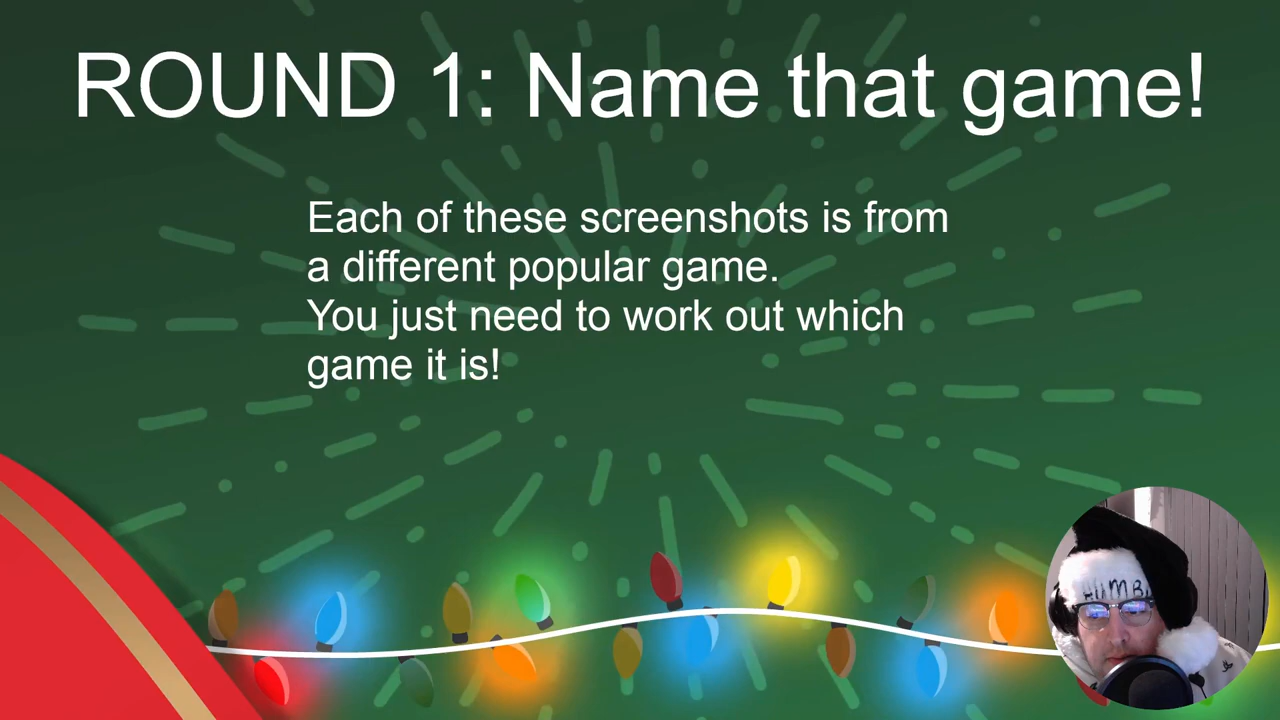 ROUND 1: Name that game!
Each of these screenshots is from
a different popular game.
You just need to work out which
game it is!